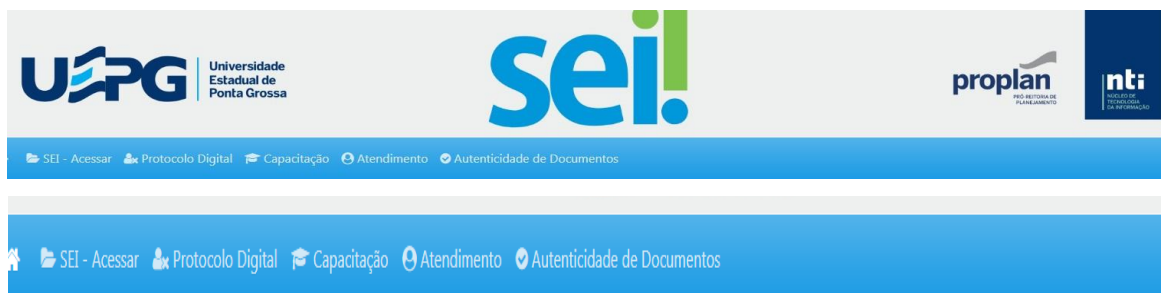 UEPG
Universidade
Estadual de
Ponta Grossa
sei!
proplan
PRÓ-REITORIA DE
PLANEJAMENTO
nti
NÚCLEO DE
TECNOLOGIA
DA INFORMAÇÃO
SEI - Acessar Protocolo Digital Capacitação Atendimento Autenticidade de Documentos
SEI - Acessar Protocolo Digital Capacitação Atendimento Autenticidade de Documentos